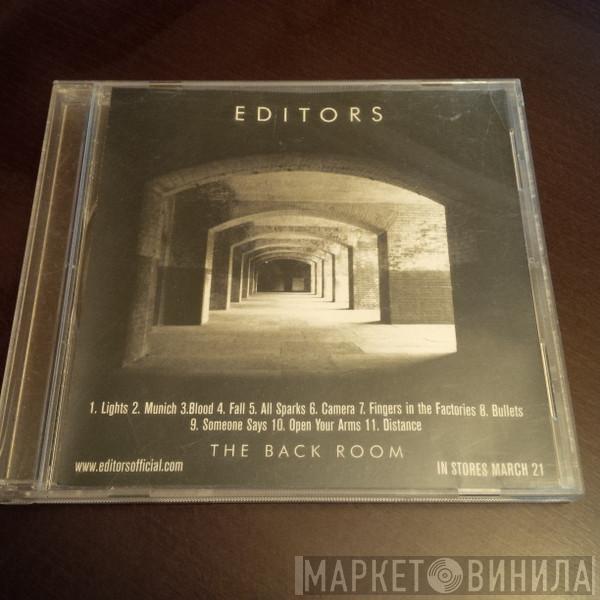 EDITORS
1. Lights 2. Munich 3.Blood 4. Fall 5. All Sparks 6. Camera 7. Fingers in the Factories 8. Bullets
9. Someone Says 10. Open Your Arms 11. Distance
THE BACK ROOM
www.editorsofficial.com
IN STORES MARCH 21
МАРКЕТ ВИНИЛА